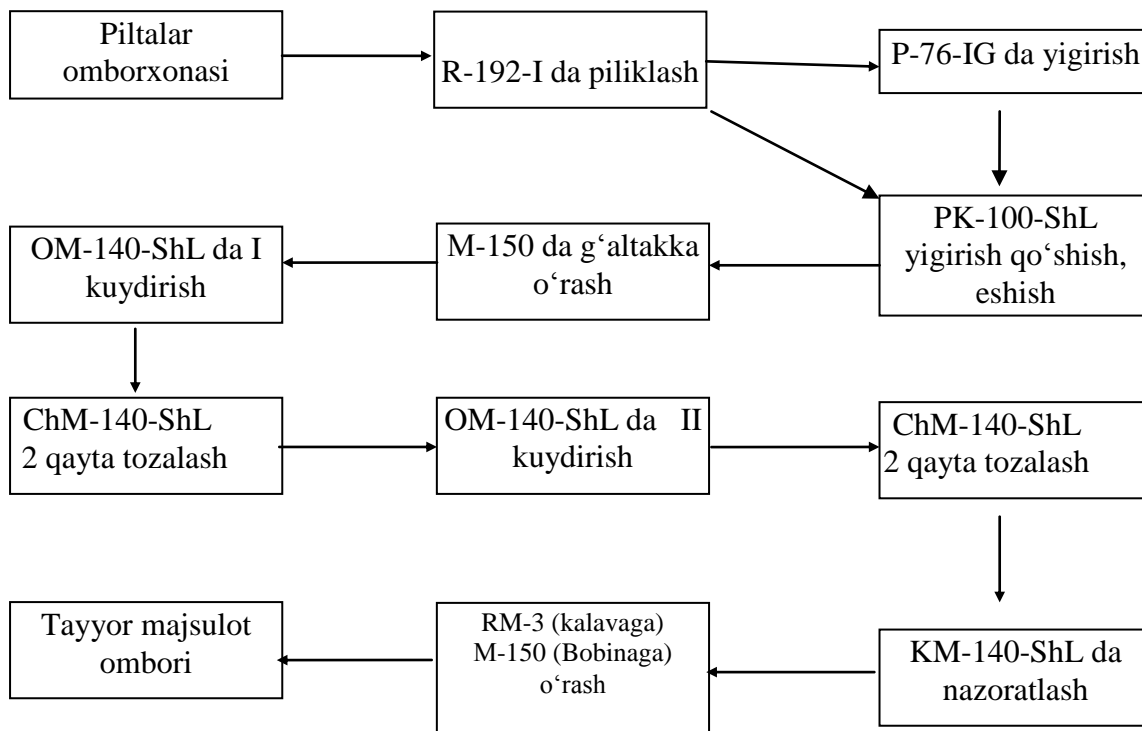 Piltalar
omborxonasi
R-192-I da piliklash
P-76-IG da yigirish
PK-100-ShL
yigirish qo‘shish,
eshish
M-150 da g‘altakka
o‘rash
OM-140-ShL da I
kuydirish
ChM-140-ShL
2 qayta tozalash
OM-140-ShL da II
kuydirish
ChM-140-ShL
2 qayta tozalash
KM-140-ShL da
nazoratlash
RM-3 (kalavaga)
M-150 (Bobinaga)
o‘rash
Tayyor majsulot
ombori